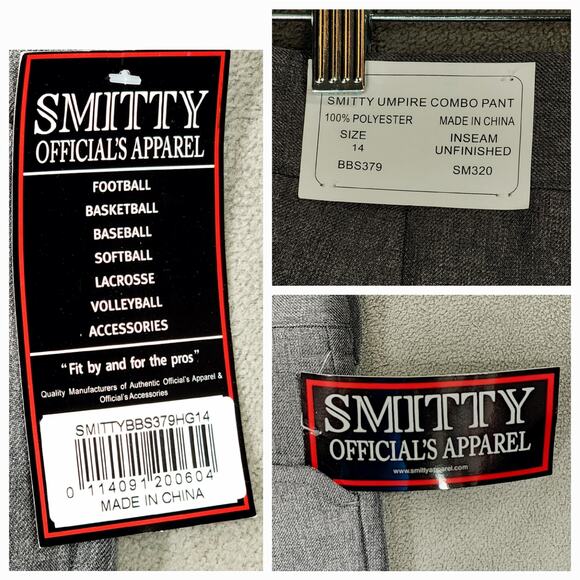 SMITTY
OFFICIAL'S APPAREL
FOOTBALL
BASKETBALL
BASEBALL
SOFTBALL
LACROSSE
VOLLEYBALL
ACCESSORIES
"Fit by and for the pros"
Quality Manufacturers of Authentic Official's Apparel &
Official's Accessories
SMITTYBBS379HG14
0 114091 200604
MADE IN CHINA
SMITTY UMPIRE COMBO PANT
100% POLYESTER MADE IN CHINA
SIZE INSEAM
14 UNFINISHED
BBS379 SM320
SMITTY
OFFICIAL'S APPAREL
www.smittyapparel.com